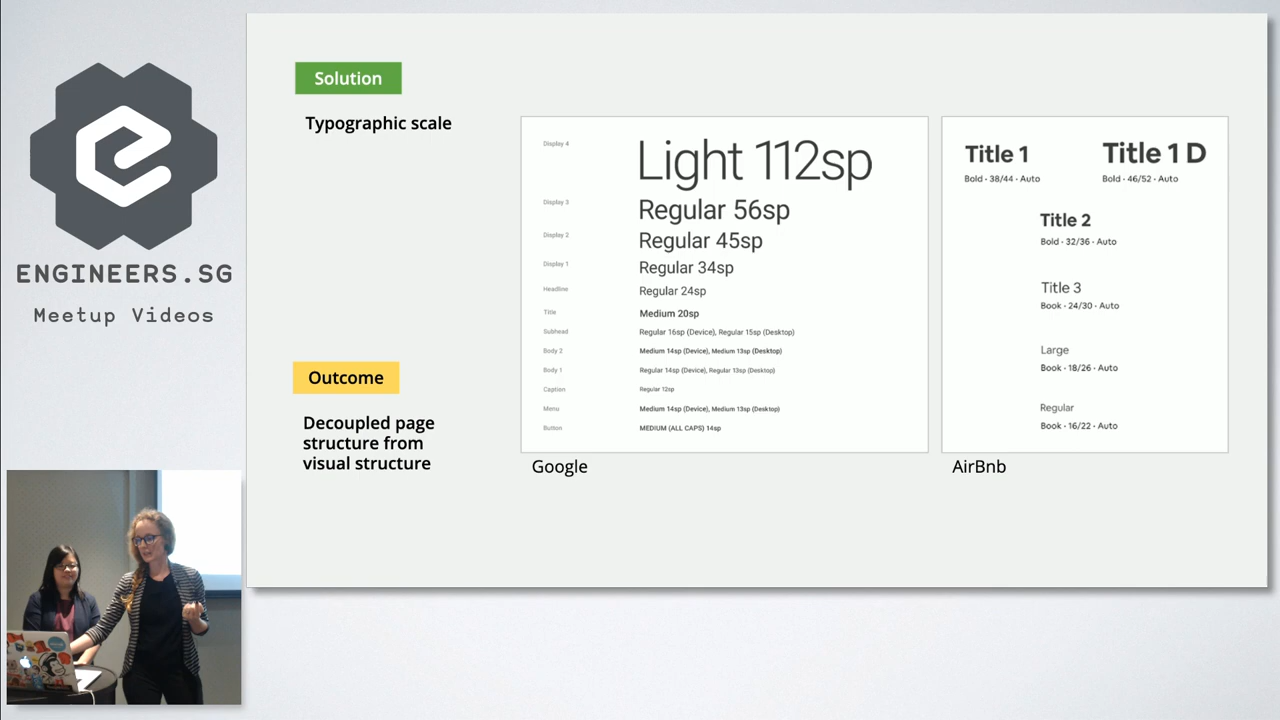 ENGINEERS.SG
Meetup Videos
Solution
Typographic scale
Outcome
Decoupled page
structure from
visual structure
Display 4 Light 112sp
Display 3 Regular 56sp
Display 2 Regular 45sp
Display 1 Regular 34sp
Headline Regular 24sp
Title Medium 20sp
Subhead Regular 16sp (Device), Regular 15sp (Desktop)
Body 2 Medium 14sp (Device), Medium 13sp (Desktop)
Body 1 Regular 14sp (Device), Regular 13sp (Desktop)
Caption Regular 12sp
Menu Medium 14sp (Device), Medium 13sp (Desktop)
Button MEDIUM (ALL CAPS) 14sp
Google
Title 1 Title 1 D
Bold · 38/44 · Auto Bold · 46/52 · Auto
Title 2
Bold · 32/36 · Auto
Title 3
Book · 24/30 · Auto
Large
Book · 18/26 · Auto
Regular
Book · 16/22 · Auto
AirBnb